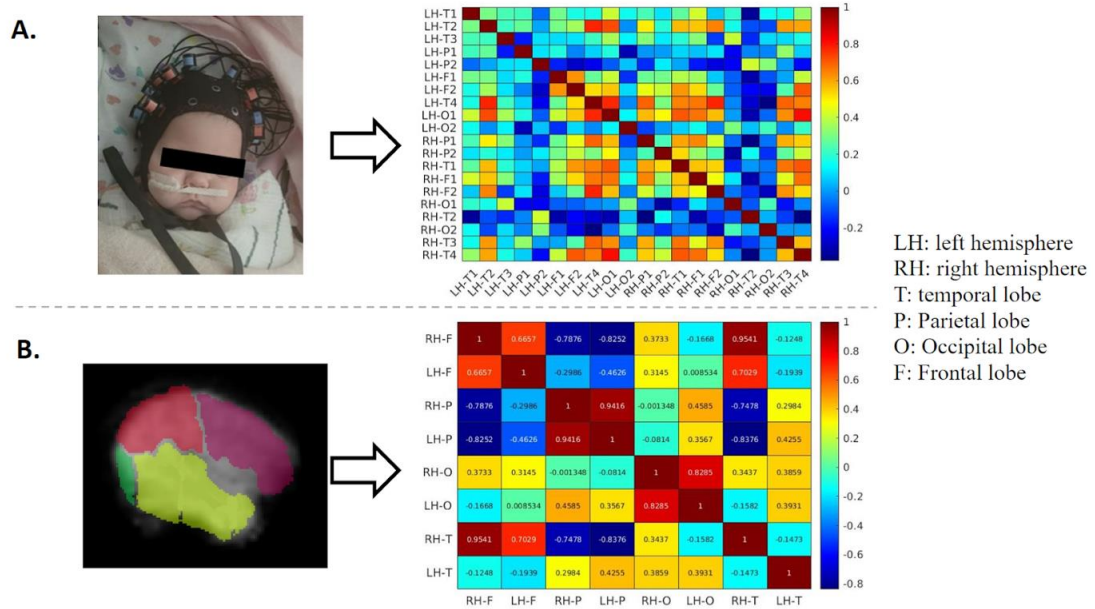 A.
LH-T1
LH-T2
LH-T3
LH-P1
LH-P2
LH-F1
LH-F2
LH-T4
LH-O1
LH-O2
RH-P1
RH-P2
RH-T1
RH-F1
RH-F2
RH-O1
RH-T2
RH-O2
RH-T3
RH-T4
LH-T1 LH-T2 LH-T3 LH-P1 LH-P2 LH-F1 LH-F2 LH-T4 LH-O1 LH-O2 RH-P1 RH-P2 RH-T1 RH-F1 RH-F2 RH-O1 RH-T2 RH-O2 RH-T3 RH-T4
1
0.8
0.6
0.4
0.2
0
-0.2
LH: left hemisphere
RH: right hemisphere
T: temporal lobe
P: Parietal lobe
O: Occipital lobe
F: Frontal lobe
B.
RH-F 1 0.6657 -0.7876 -0.8252 0.3733 -0.1668 0.9541 -0.1248
LH-F 0.6657 1 -0.2986 -0.4626 0.3145 0.008534 0.7029 -0.1939
RH-P -0.7876 -0.2986 1 0.9416 -0.001348 0.4585 -0.7478 0.2984
LH-P -0.8252 -0.4626 0.9416 1 -0.0814 0.3567 -0.8376 0.4255
RH-O 0.3733 0.3145 -0.001348 -0.0814 1 0.8285 0.3437 0.3859
LH-O -0.1668 0.008534 0.4585 0.3567 0.8285 1 -0.1582 0.3931
RH-T 0.9541 0.7029 -0.7478 -0.8376 0.3437 -0.1582 1 -0.1473
LH-T -0.1248 -0.1939 0.2984 0.4255 0.3859 0.3931 -0.1473 1
RH-F LH-F RH-P LH-P RH-O LH-O RH-T LH-T
1
0.8
0.6
0.4
0.2
0
-0.2
-0.4
-0.6
-0.8